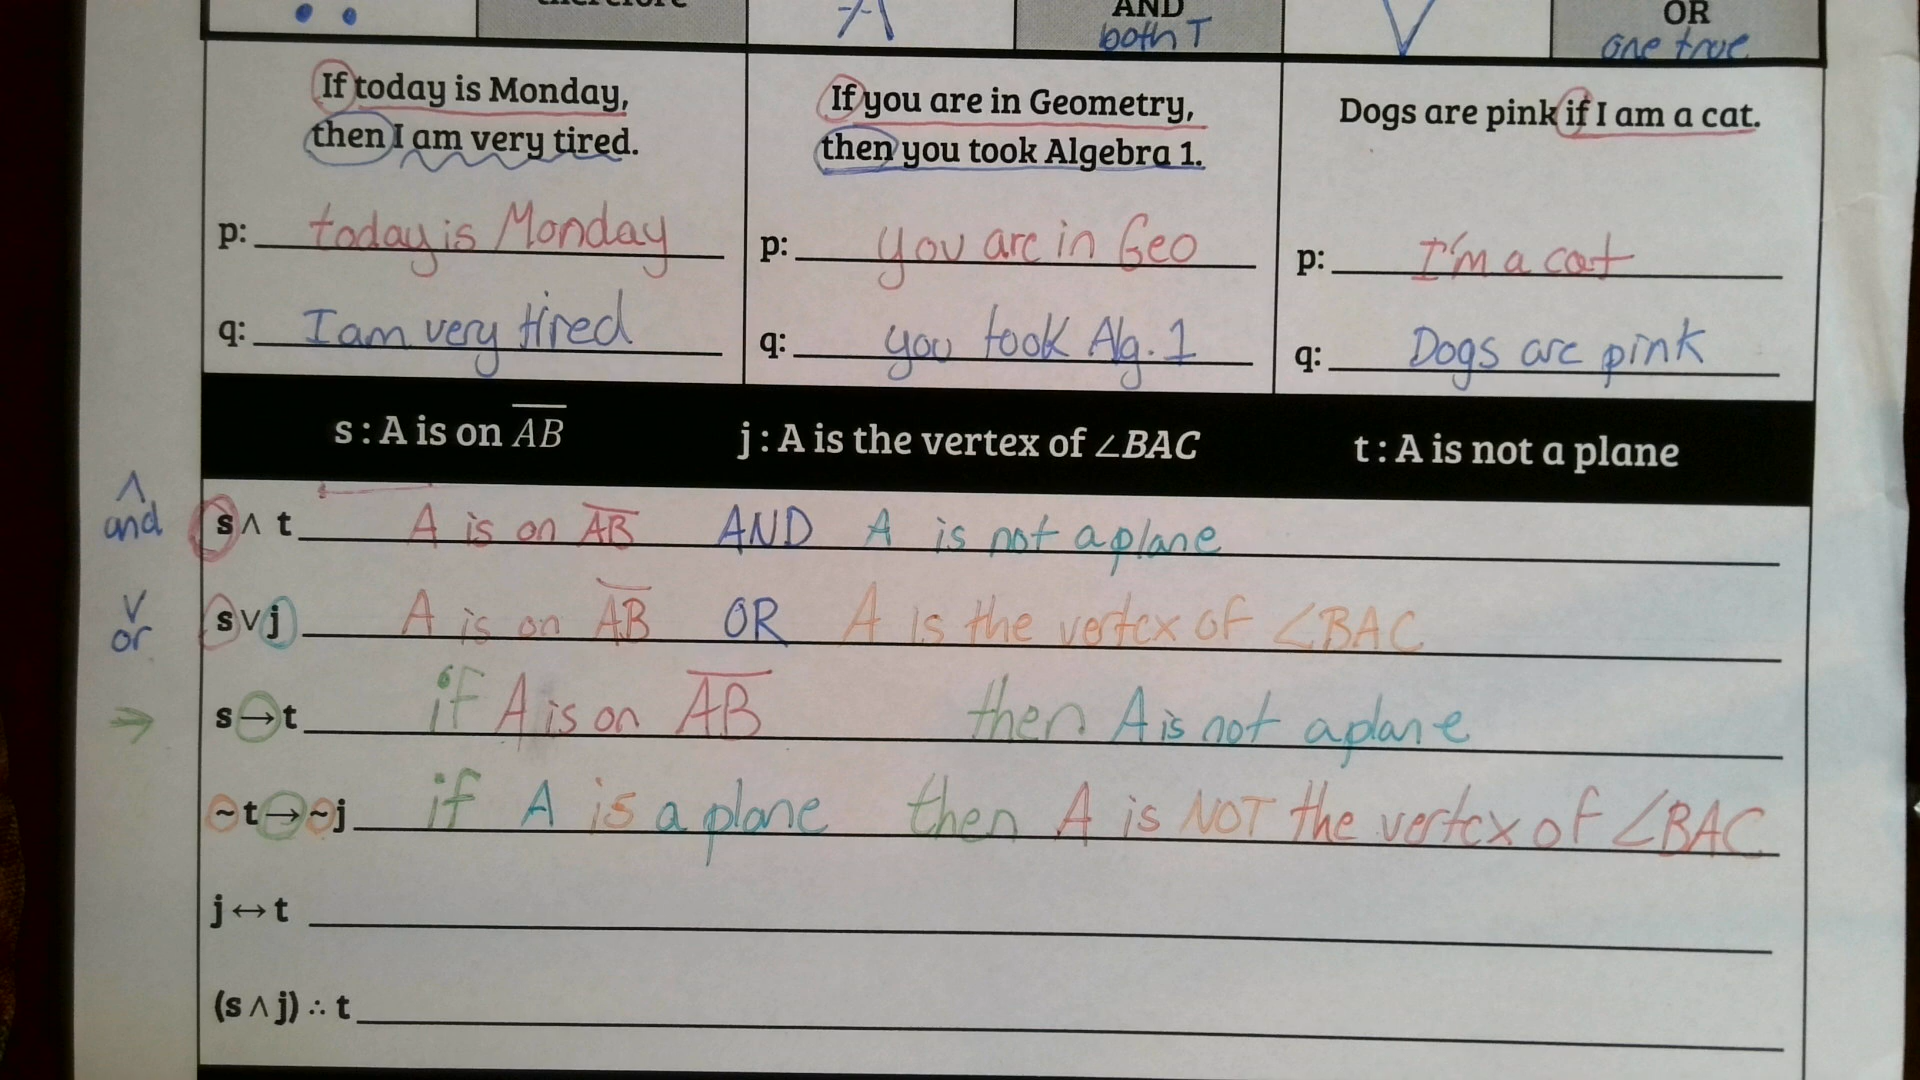 therefore
AND
both T
V
OR
one true
If today is Monday,
then I am very tired.
p: today is Monday
q: I am very tired
If you are in Geometry,
then you took Algebra 1.
p: you are in Geo
q: you took Alg. 1
Dogs are pink if I am a cat.
p: I'm a cat
q: Dogs are pink
s : A is on AB
j : A is the vertex of ∠BAC
t : A is not a plane
∧
and
s ∧ t A is on AB AND A is not a plane
∨
or
s ∨ j A is on AB OR A is the vertex of ∠BAC
→
s → t if A is on AB then A is not a plane
~t → ~j if A is a plane then A is NOT the vertex of ∠BAC
j ↔ t
(s ∧ j) ∴ t